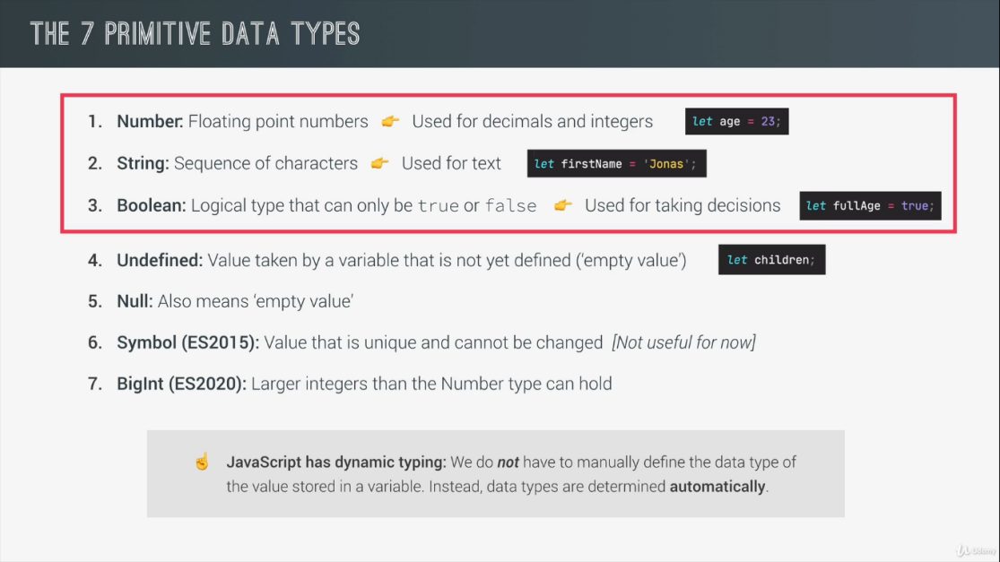 THE 7 PRIMITIVE DATA TYPES
1. Number: Floating point numbers 👉 Used for decimals and integers let age = 23;
2. String: Sequence of characters 👉 Used for text let firstName = 'Jonas';
3. Boolean: Logical type that can only be true or false 👉 Used for taking decisions let fullAge = true;
4. Undefined: Value taken by a variable that is not yet defined (‘empty value’) let children;
5. Null: Also means ‘empty value’
6. Symbol (ES2015): Value that is unique and cannot be changed [Not useful for now]
7. BigInt (ES2020): Larger integers than the Number type can hold
☝️ JavaScript has dynamic typing: We do not have to manually define the data type of
the value stored in a variable. Instead, data types are determined automatically.
Udemy